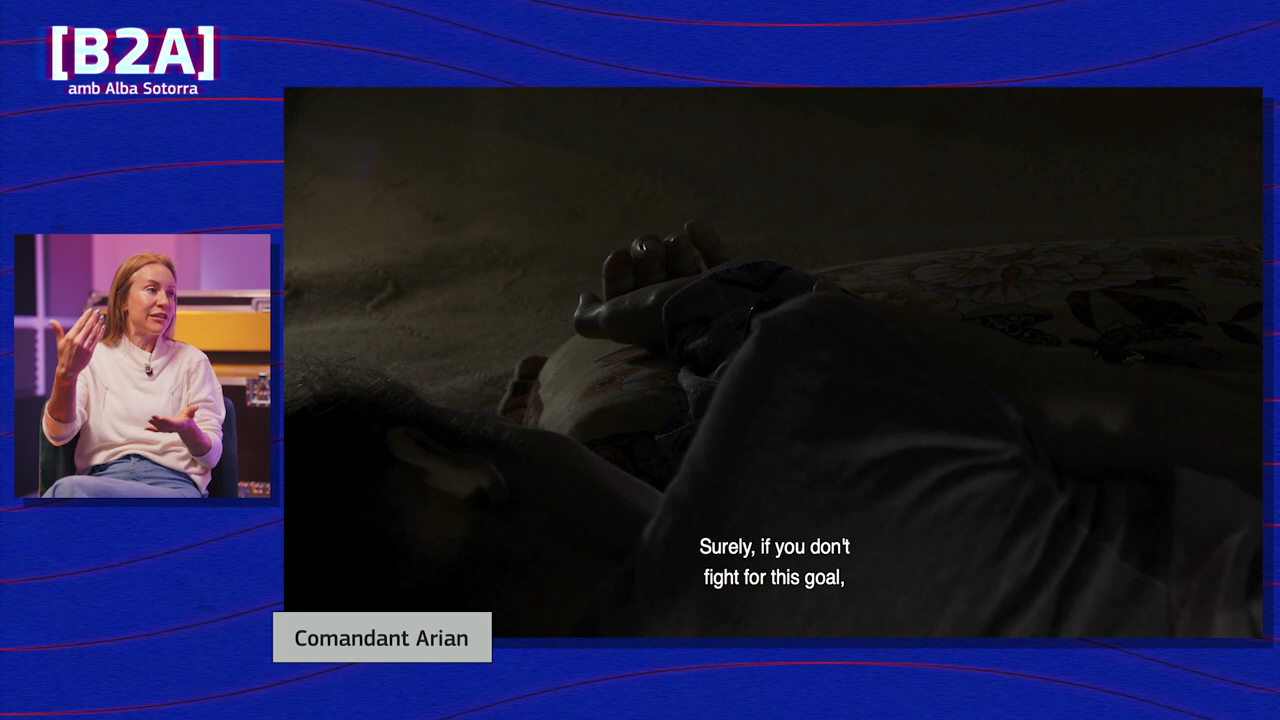 [B2A]
amb Alba Sotorra
Surely, if you don't
fight for this goal,
Comandant Arian